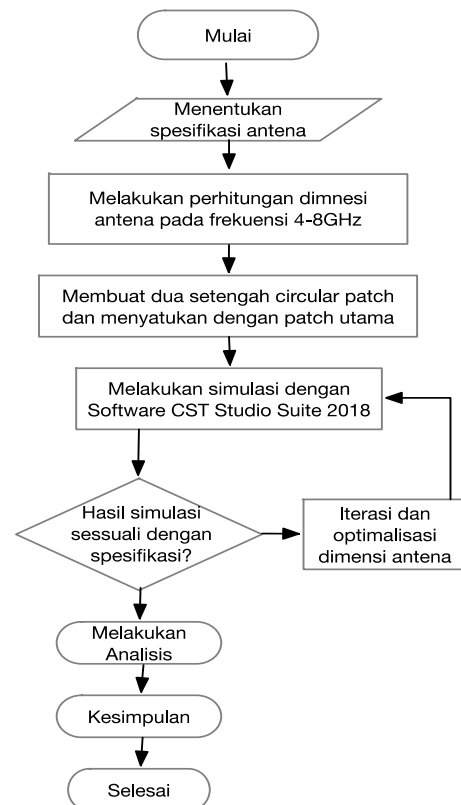 Mulai
Menentukan
spesifikasi antena
Melakukan perhitungan dimnesi
antena pada frekuensi 4-8GHz
Membuat dua setengah circular patch
dan menyatukan dengan patch utama
Melakukan simulasi dengan
Software CST Studio Suite 2018
Hasil simulasi
sessuali dengan
spesifikasi?
Iterasi dan
optimalisasi
dimensi antena
Melakukan
Analisis
Kesimpulan
Selesai